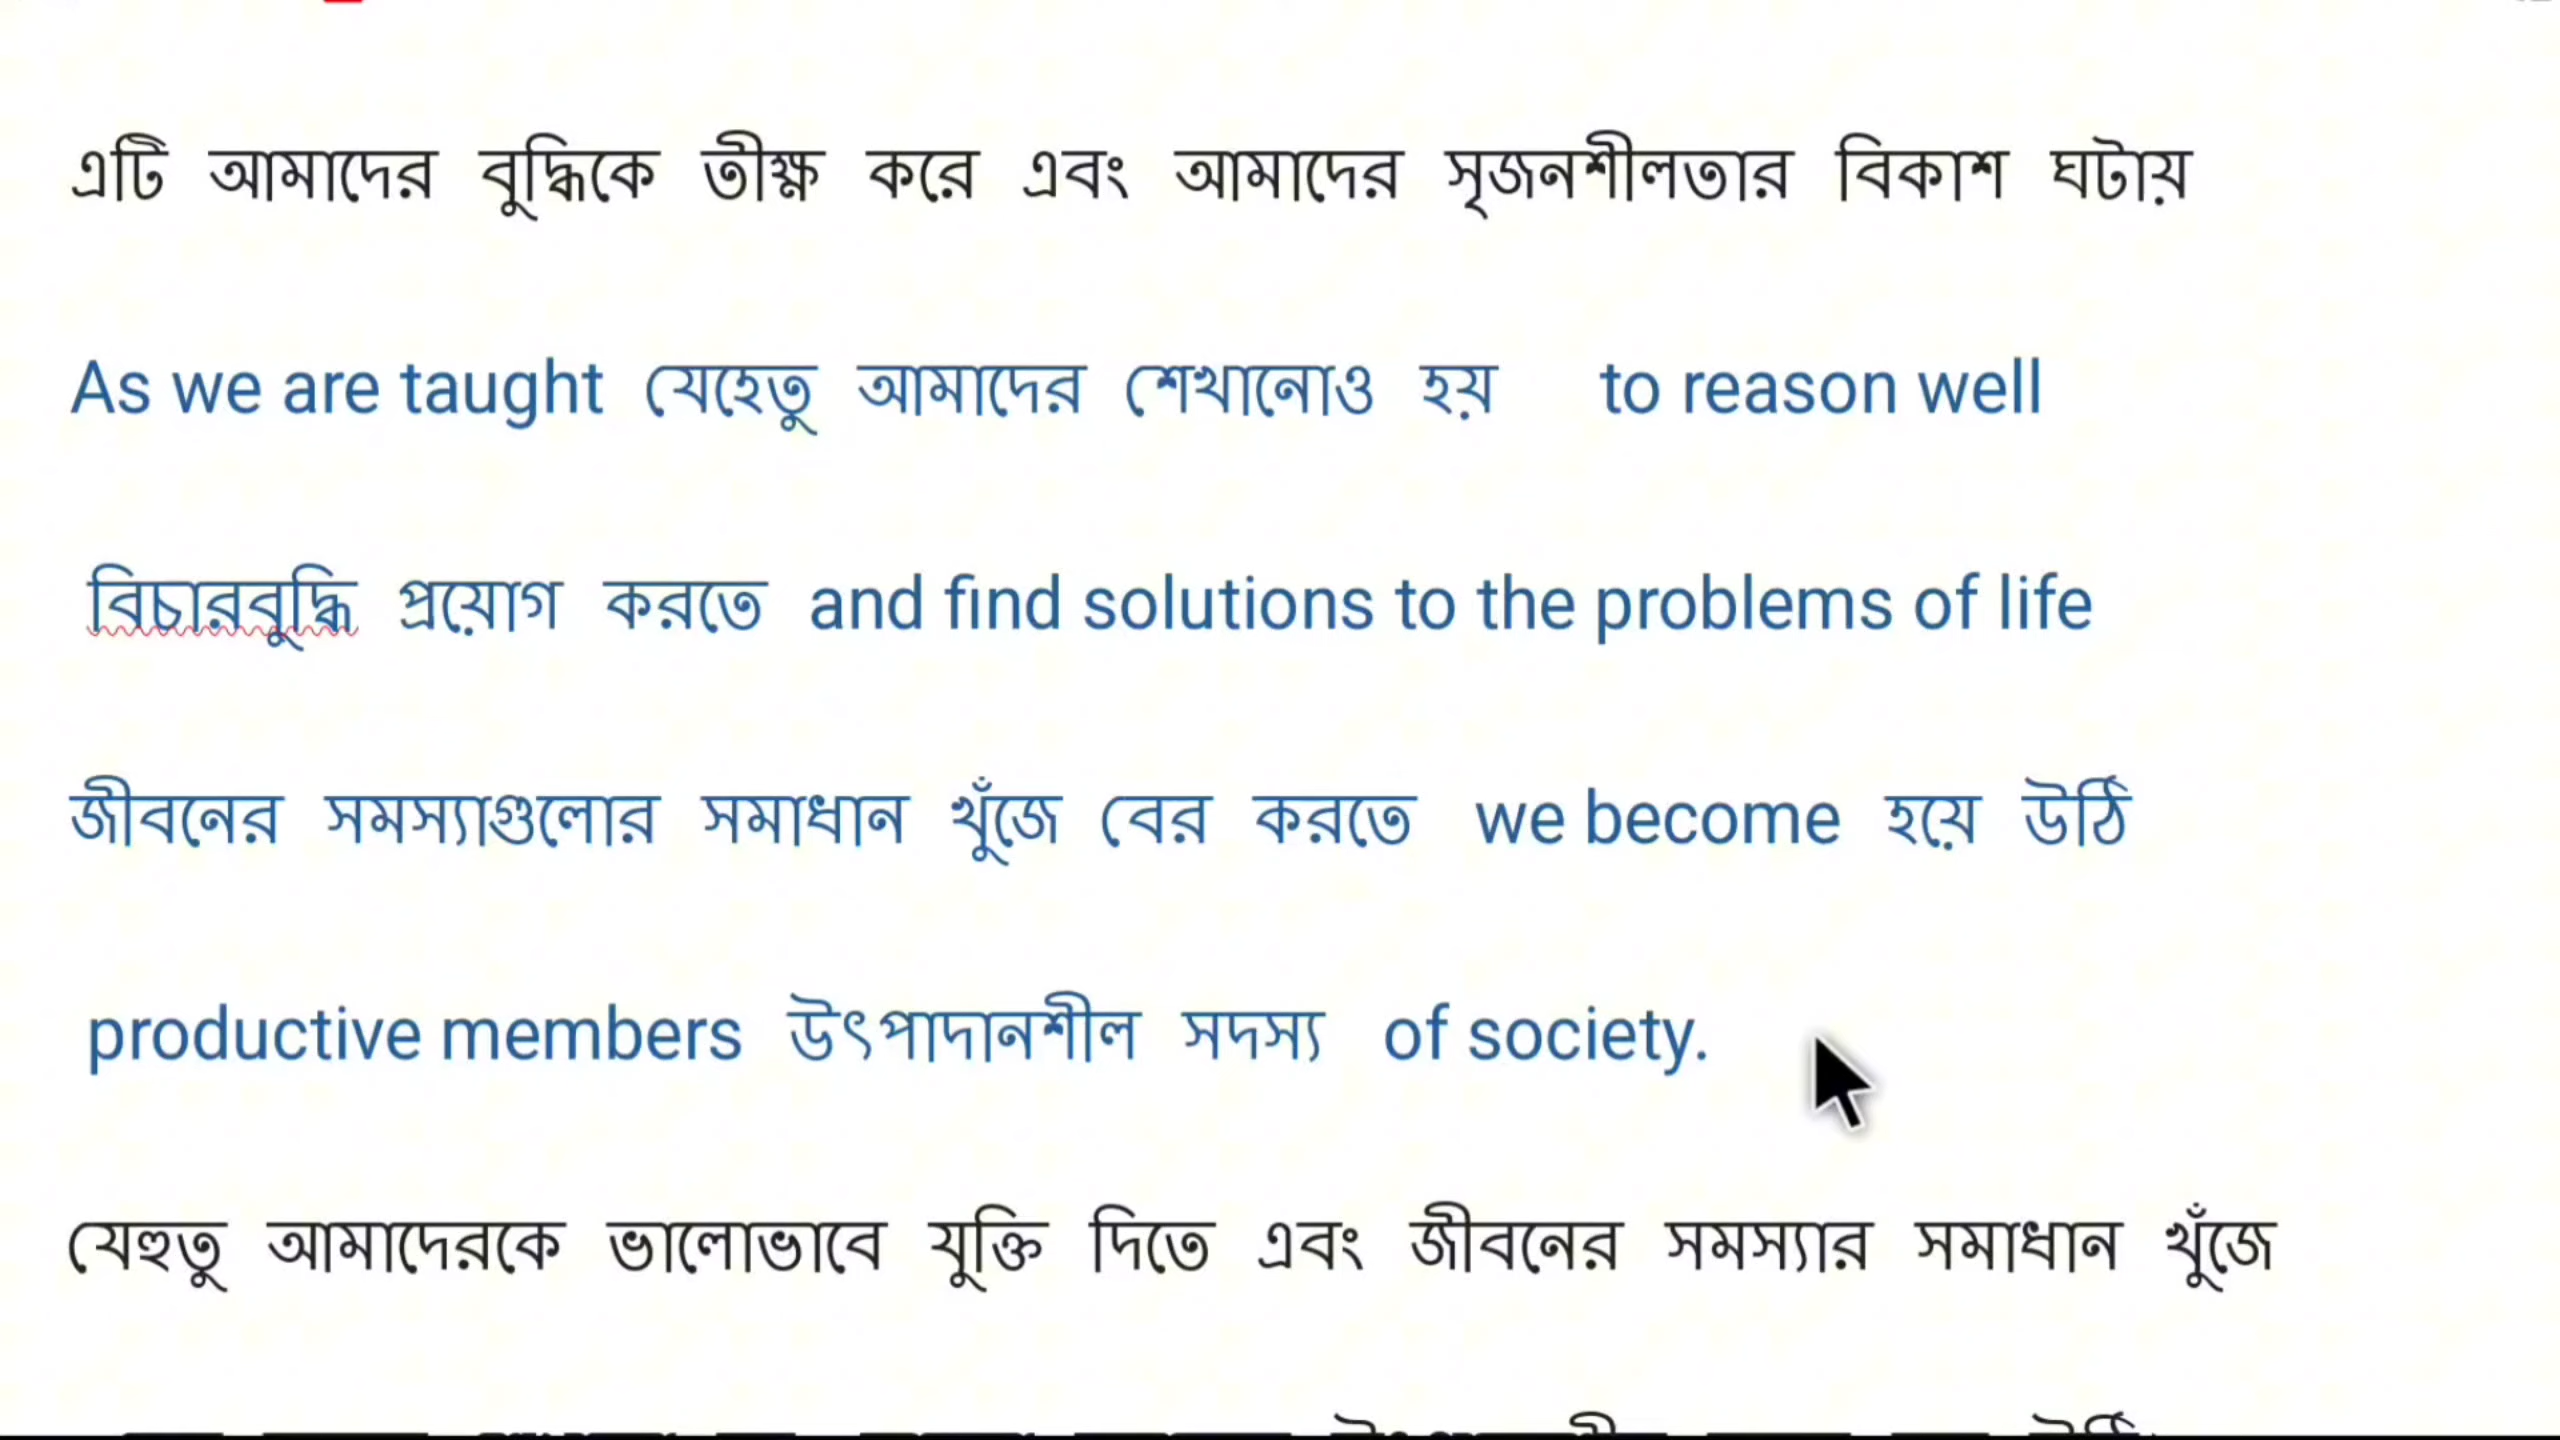 এটি আমাদের বুদ্ধিকে তীক্ষ্ণ করে এবং আমাদের সৃজনশীলতার বিকাশ ঘটায়
As we are taught যেহেতু আমাদের শেখানোও হয় to reason well
বিচারবুদ্ধি প্রয়োগ করতে and find solutions to the problems of life
জীবনের সমস্যাগুলোর সমাধান খুঁজে বের করতে we become হয়ে উঠি
productive members উৎপাদানশীল সদস্য of society.
যেহুতু আমাদেরকে ভালোভাবে যুক্তি দিতে এবং জীবনের সমস্যার সমাধান খুঁজে